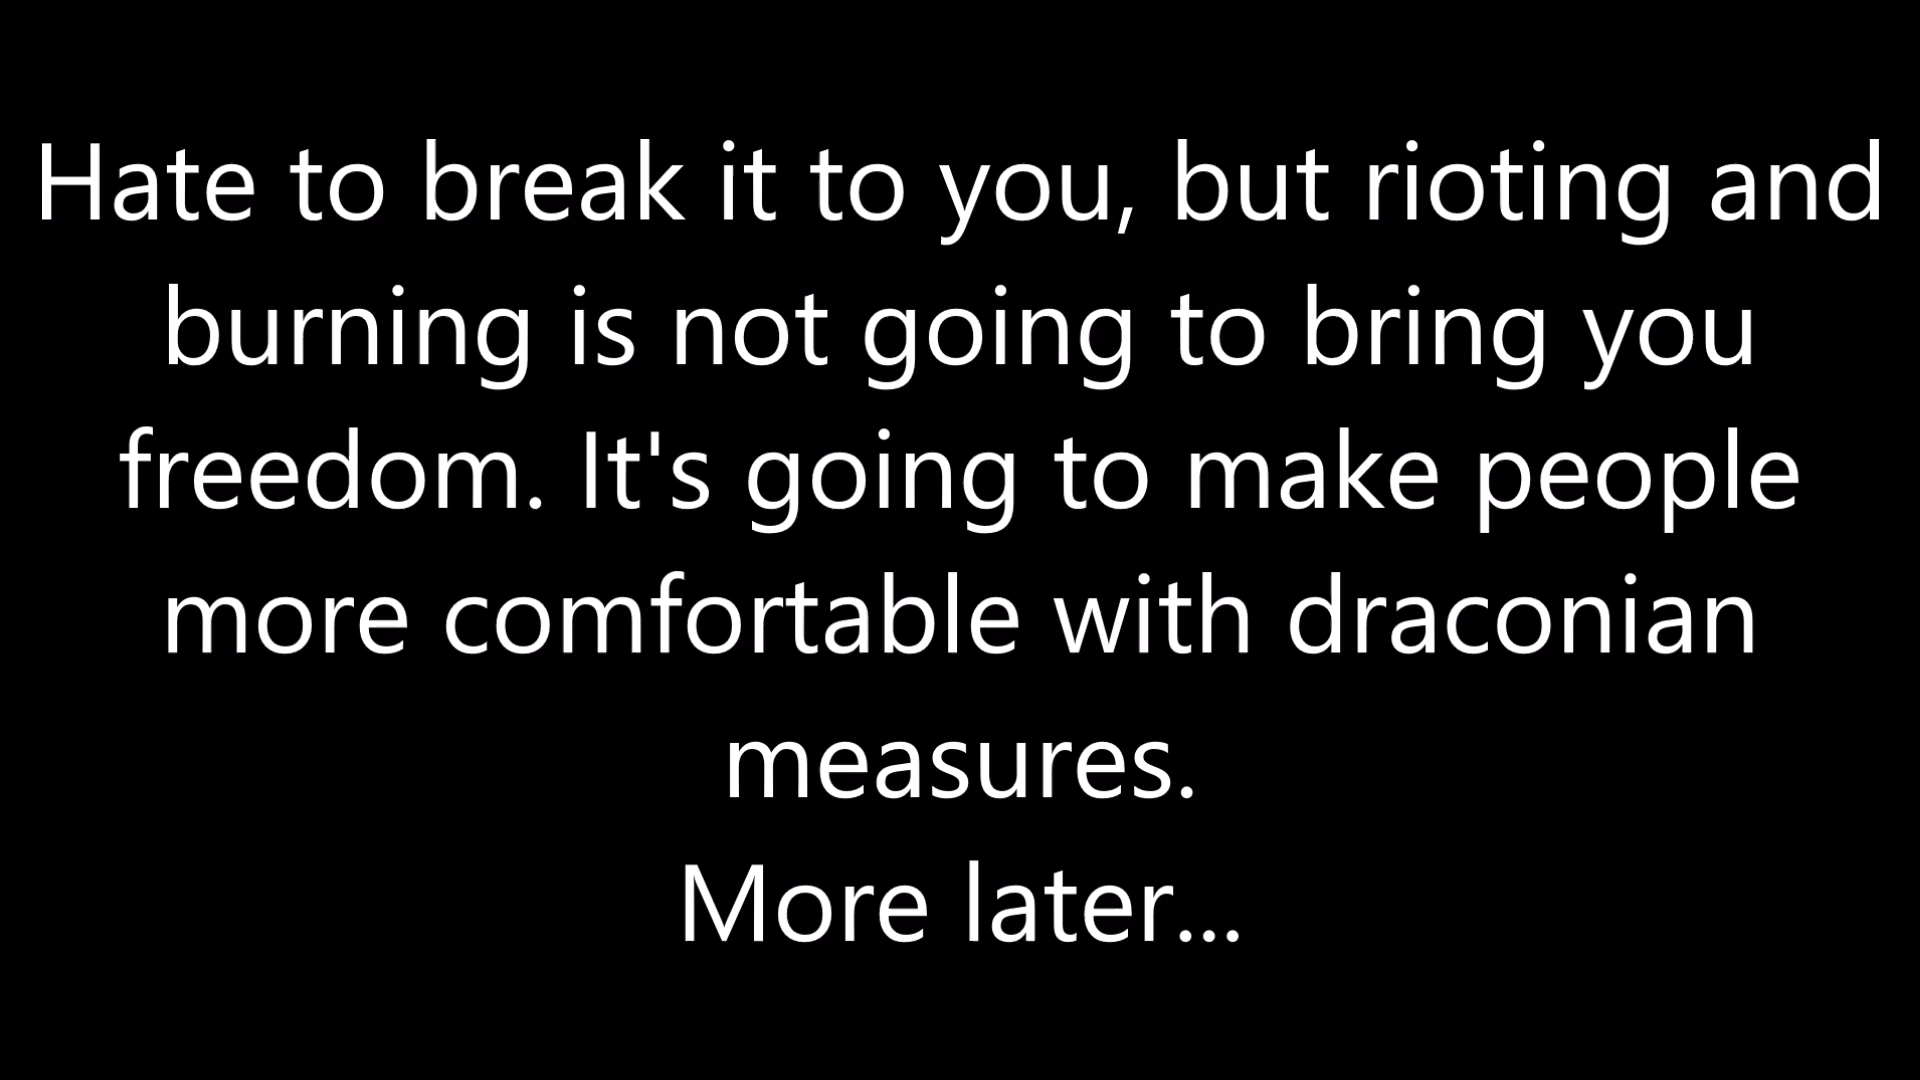 Hate to break it to you, but rioting and
burning is not going to bring you
freedom. It's going to make people
more comfortable with draconian
measures.
More later...